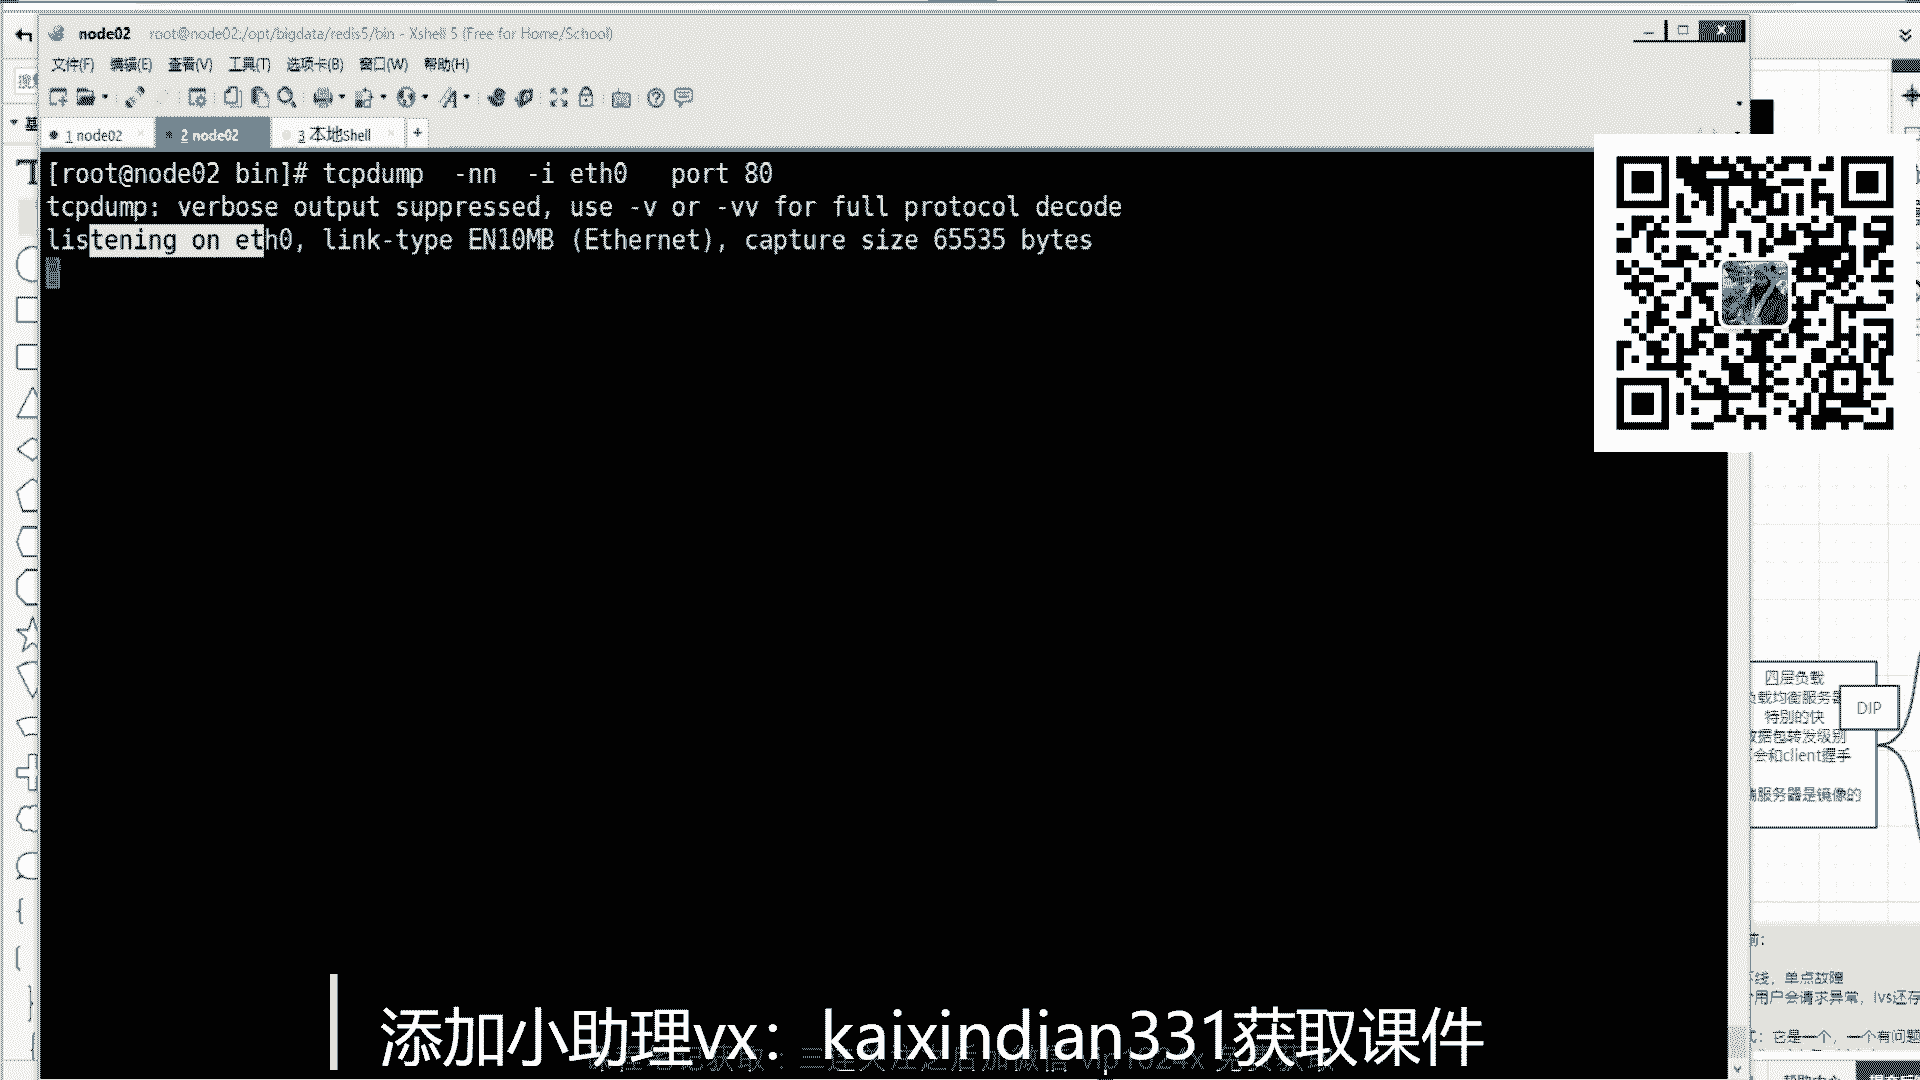 node02 root@node02:/opt/bigdata/redis5/bin - Xshell 5 (Free for Home/School)
文件(F) 编辑(E) 查看(V) 工具(T) 选项卡(B) 窗口(W) 帮助(H)
1 node02 2 node02 3 本地Shell +
[root@node02 bin]# tcpdump  -nn  -i eth0   port 80
tcpdump: verbose output suppressed, use -v or -vv for full protocol decode
listening on eth0, link-type EN10MB (Ethernet), capture size 65535 bytes
四层负载
负载均衡服务器
特别的快
数据包转发级别
会和client握手
服务器是镜像的
DIP
前：
线，单点故障
用户会请求异常，lvs还存
式：它是一个，一个有问题
添加小助理vx：kaixindian331获取课件